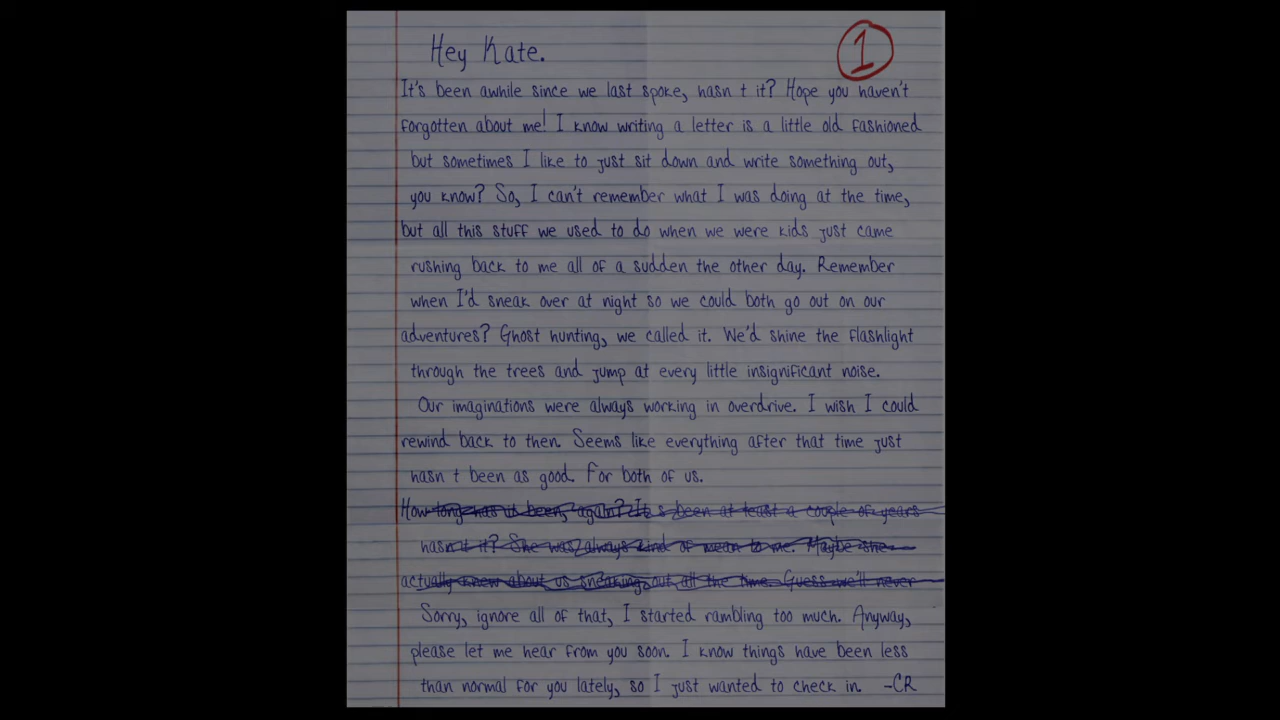 Hey Kate.
1
It's been awhile since we last spoke, hasn t it? Hope you haven't
forgotten about me! I know writing a letter is a little old fashioned
but sometimes I like to just sit down and write something out,
you know? So, I can't remember what I was doing at the time,
but all this stuff we used to do when we were kids just came
rushing back to me all of a sudden the other day. Remember
when I'd sneak over at night so we could both go out on our
adventures? Ghost hunting, we called it. We'd shine the flashlight
through the trees and jump at every little insignificant noise.
Our imaginations were always working in overdrive. I wish I could
rewind back to then. Seems like everything after that time just
hasn t been as good. For both of us.
How long has it been, again? It s been at least a couple of years
hasn t it? She was always kind of mean to me. Maybe she
actually knew about us sneaking out all the time. Guess we'll never
Sorry, ignore all of that, I started rambling too much. Anyway,
please let me hear from you soon. I know things have been less
than normal for you lately, so I just wanted to check in. -CR